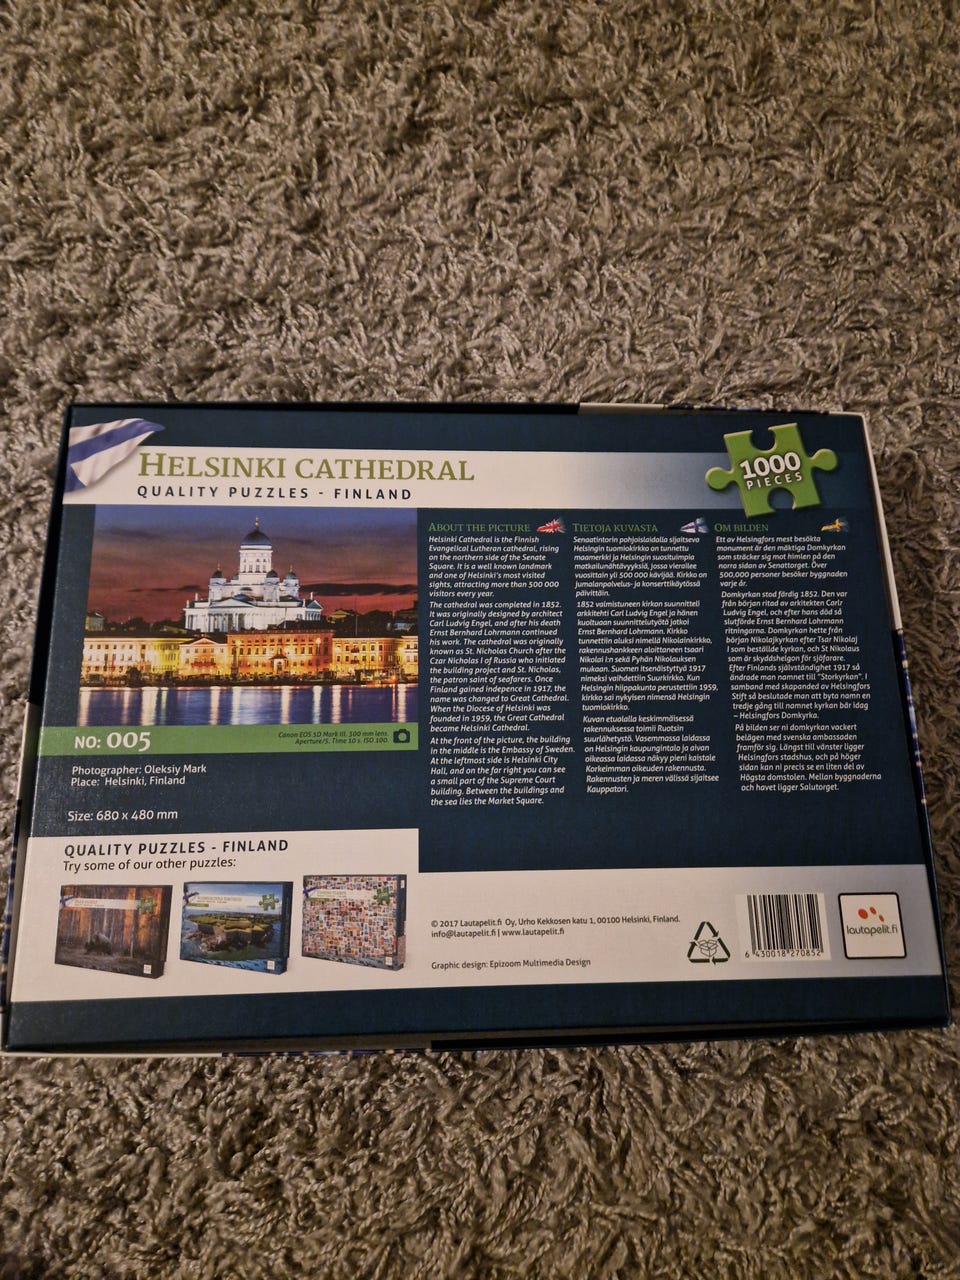 HELSINKI CATHEDRAL
QUALITY PUZZLES - FINLAND
1000
PIECES
NO: 005
Canon EOS 5D Mark III. 300 mm lens.
Aperture/5. Time 10 s. ISO 100.
Photographer: Oleksiy Mark
Place: Helsinki, Finland
Size: 680 x 480 mm
ABOUT THE PICTURE
Helsinki Cathedral is the Finnish
Evangelical Lutheran cathedral, rising
on the northern side of the Senate
Square. It is a well known landmark
and one of Helsinki's most visited
sights, attracting more than 500 000
visitors every year.
The cathedral was completed in 1852.
It was originally designed by architect
Carl Ludvig Engel, and after his death
Ernst Bernhard Lohrmann continued
his work. The cathedral was originally
known as St. Nicholas Church after the
Czar Nicholas I of Russia who initiated
the building project and St. Nicholas,
the patron saint of seafarers. Once
Finland gained indepence in 1917, the
name was changed to Great Cathedral.
When the Diocese of Helsinki was
founded in 1959, the Great Cathedral
became Helsinki Cathedral.
At the front of the picture, the building
in the middle is the Embassy of Sweden.
At the leftmost side is Helsinki City
Hall, and on the far right you can see
a small part of the Supreme Court
building. Between the buildings and
the sea lies the Market Square.
TIETOJA KUVASTA
Senaatintorin pohjoislaidalla sijaitseva
Helsingin tuomiokirkko on tunnettu
maamerkki ja Helsingin suosituimpia
matkailunähtävyyksiä, jossa vierailee
vuosittain yli 500 000 kävijää. Kirkko on
jumalanpalvelus- ja konserttikäytössä
päivittäin.
1852 valmistuneen kirkon suunnitteli
arkkitehti Carl Ludvig Engel ja hänen
kuoltuaan suunnittelutyötä jatkoi
Ernst Bernhard Lohrmann. Kirkko
tunnettiin aluksi nimellä Nikolainkirkko,
rakennushankkeen aloittaneen tsaari
Nikolai I:n sekä Pyhän Nikolauksen
mukaan. Suomen itsenäistyttyä 1917
nimeksi vaihdettiin Suurkirkko. Kun
Helsingin hiippakunta perustettiin 1959,
kirkko sai nykyisen nimensä Helsingin
tuomiokirkko.
Kuvan etualalla keskimmäisessä
rakennuksessa toimii Ruotsin
suurlähetystö. Vasemmassa laidassa
on Helsingin kaupungintalo ja aivan
oikeassa laidassa näkyy pieni kaistale
Korkeimman oikeuden rakennusta.
Rakennusten ja meren välissä sijaitsee
Kauppatori.
OM BILDEN
Ett av Helsingfors mest besökta
monument är den mäktiga Domkyrkan
som sträcker sig mot himlen på den
norra sidan av Senattorget. Över
500,000 personer besöker byggnaden
varje år.
Domkyrkan stod färdig 1852. Den var
från början ritad av arkitekten Carlr
Ludvig Engel, och efter hans död så
slutförde Ernst Bernhard Lohrmann
ritningarna. Domkyrkan hette från
början Nikolajkyrkan efter Tsar Nikolaj
I som beställde kyrkan, och St Nikolaus
som är skyddshelgon för sjöfarare.
Efter Finlands självständighet 1917 så
ändrade man namnet till "Storkyrkan". I
samband med skapanded av Helsingfors
Stift så beslutade man att byta namn en
tredje gång till namnet kyrkan bär idag
– Helsingfors Domkyrka.
På bilden ser ni domkyrkan vackert
belägen med svenska ambassaden
framför sig. Längst till vänster ligger
Helsingfors stadshus, och på höger
sidan kan ni precis se en liten del av
Högsta domstolen. Mellan byggnaderna
och havet ligger Salutorget.
QUALITY PUZZLES - FINLAND
Try some of our other puzzles:
© 2017 Lautapelit.fi Oy, Urho Kekkosen katu 1, 00100 Helsinki, Finland.
info@lautapelit.fi | www.lautapelit.fi
Graphic design: Epizoom Multimedia Design
6 430018 270852
lautapelit.fi